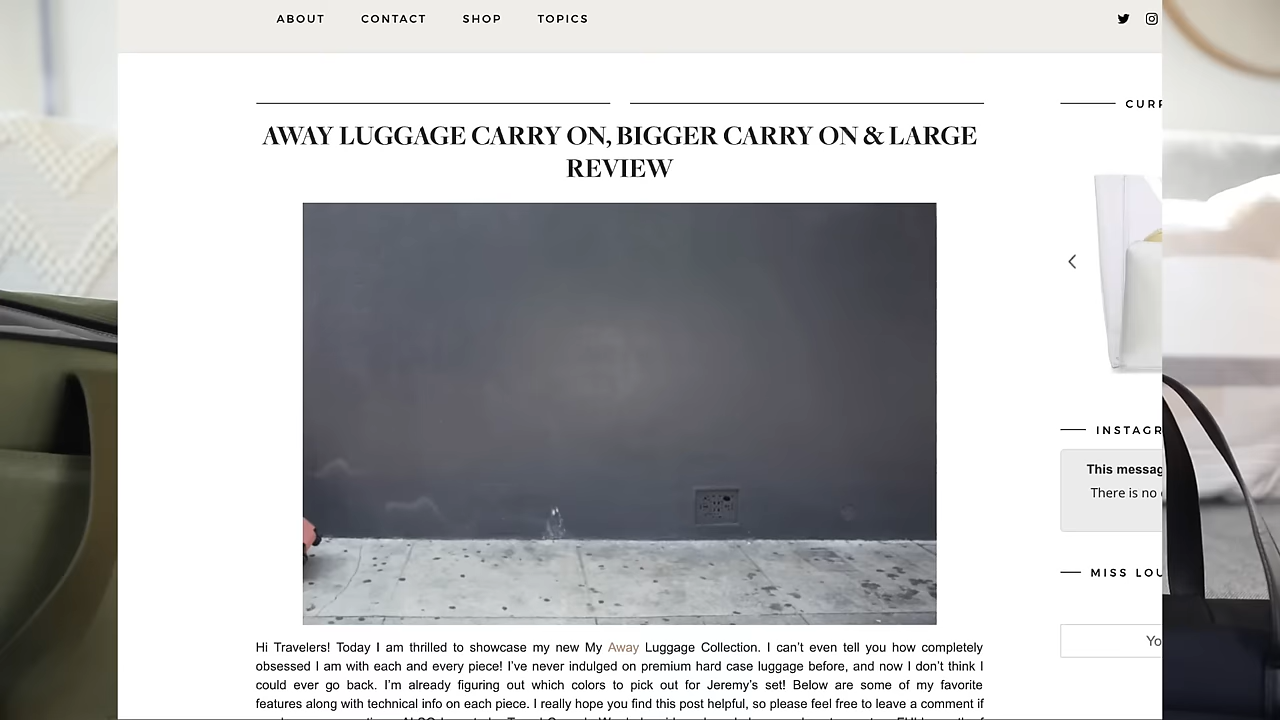 ABOUT CONTACT SHOP TOPICS
AWAY LUGGAGE CARRY ON, BIGGER CARRY ON & LARGE
REVIEW
Hi Travelers! Today I am thrilled to showcase my new My Away Luggage Collection. I can't even tell you how completely
obsessed I am with each and every piece! I've never indulged on premium hard case luggage before, and now I don't think I
could ever go back. I'm already figuring out which colors to pick out for Jeremy's set! Below are some of my favorite
features along with technical info on each piece. I really hope you find this post helpful, so please feel free to leave a comment if
CURR
INSTAGR
This messag
There is no
MISS LOU
Yo